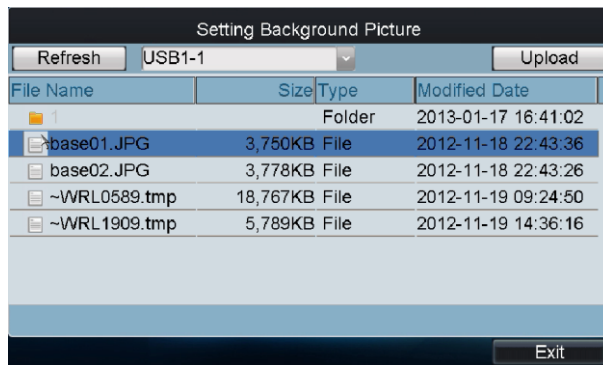 Setting Background Picture
Refresh USB1-1 Upload
File Name Size Type Modified Date
1 Folder 2013-01-17 16:41:02
base01.JPG 3,750KB File 2012-11-18 22:43:36
base02.JPG 3,778KB File 2012-11-18 22:43:26
~WRL0589.tmp 18,767KB File 2012-11-19 09:24:50
~WRL1909.tmp 5,789KB File 2012-11-19 14:36:16
Exit